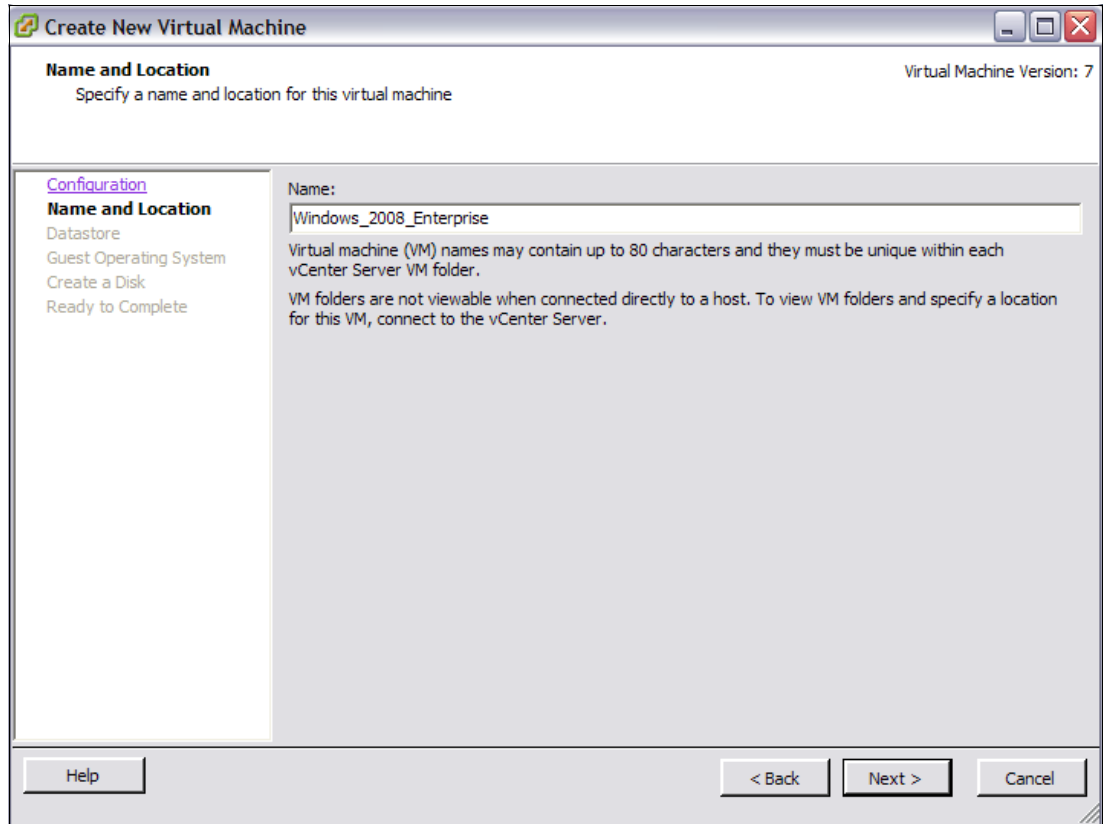 Create New Virtual Machine
Name and Location
Specify a name and location for this virtual machine
Virtual Machine Version: 7
Configuration
Name and Location
Datastore
Guest Operating System
Create a Disk
Ready to Complete
Name:
Windows_2008_Enterprise
Virtual machine (VM) names may contain up to 80 characters and they must be unique within each
vCenter Server VM folder.
VM folders are not viewable when connected directly to a host. To view VM folders and specify a location
for this VM, connect to the vCenter Server.
Help
< Back
Next >
Cancel